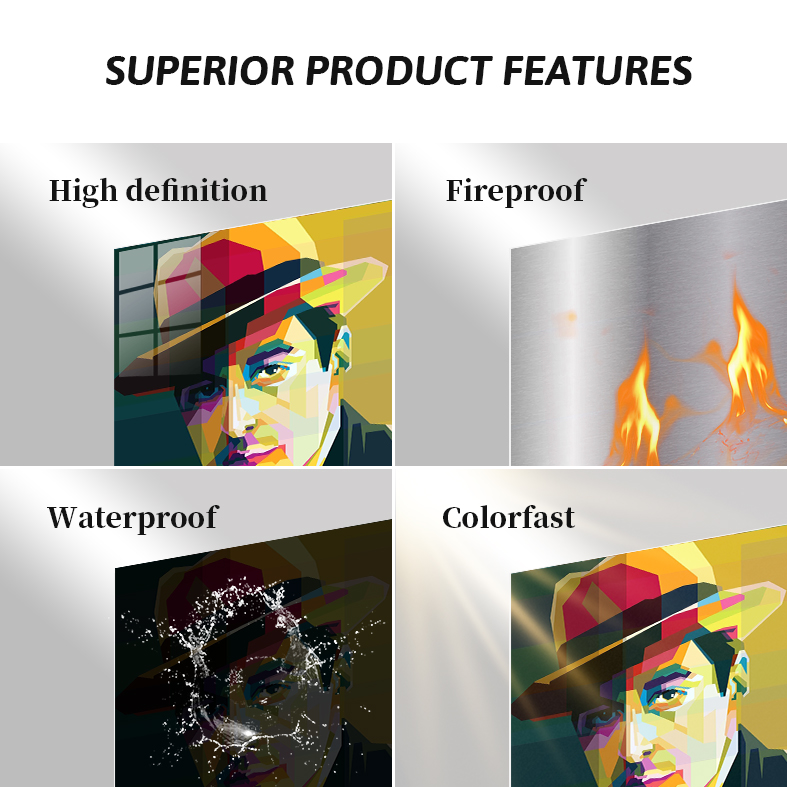 SUPERIOR PRODUCT FEATURES
High definition
Fireproof
Waterproof
Colorfast